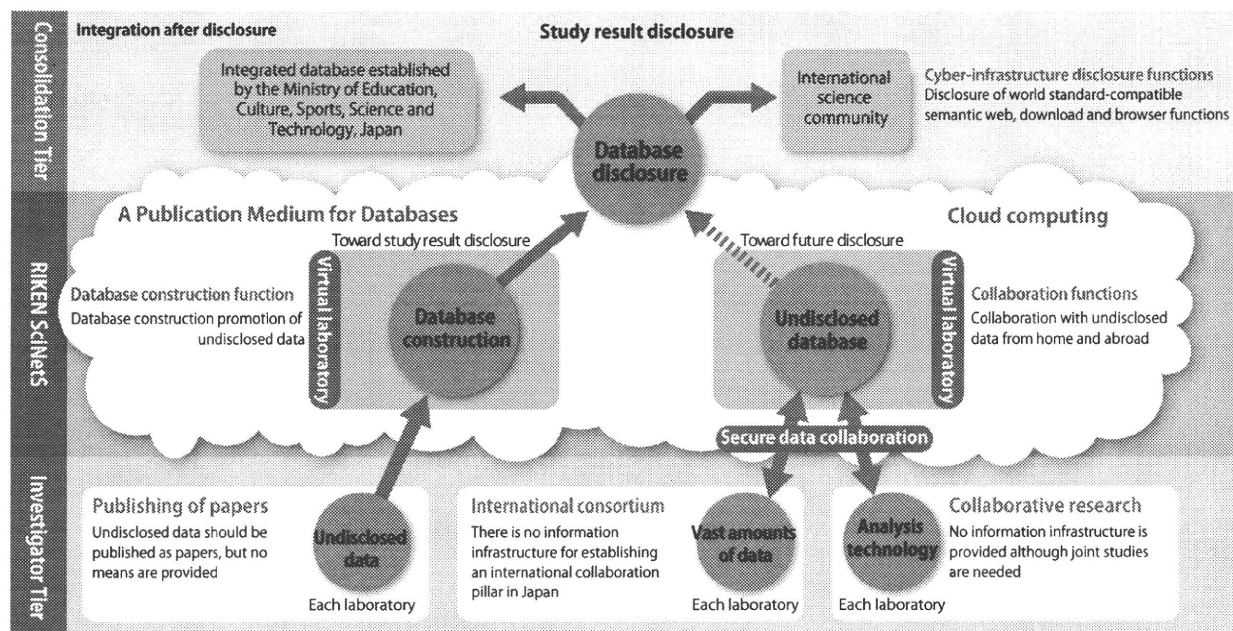 Consolidation Tier
Integration after disclosure
Study result disclosure
Integrated database established
by the Ministry of Education,
Culture, Sports, Science and
Technology, Japan
Database
disclosure
International
science
community
Cyber-infrastructure disclosure functions
Disclosure of world standard-compatible
semantic web, download and browser functions
RIKEN SciNetS
A Publication Medium for Databases
Cloud computing
Toward study result disclosure
Toward future disclosure
Database construction function
Database construction promotion of
undisclosed data
Virtual laboratory
Database
construction
Undisclosed
database
Virtual laboratory
Collaboration functions
Collaboration with undisclosed
data from home and abroad
Secure data collaboration
Investigator Tier
Publishing of papers
Undisclosed data should be
published as papers, but no
means are provided
Undisclosed
data
Each laboratory
International consortium
There is no information
infrastructure for establishing
an international collaboration
pillar in Japan
Vast amounts
of data
Each laboratory
Analysis
technology
Each laboratory
Collaborative research
No information infrastructure is
provided although joint studies
are needed